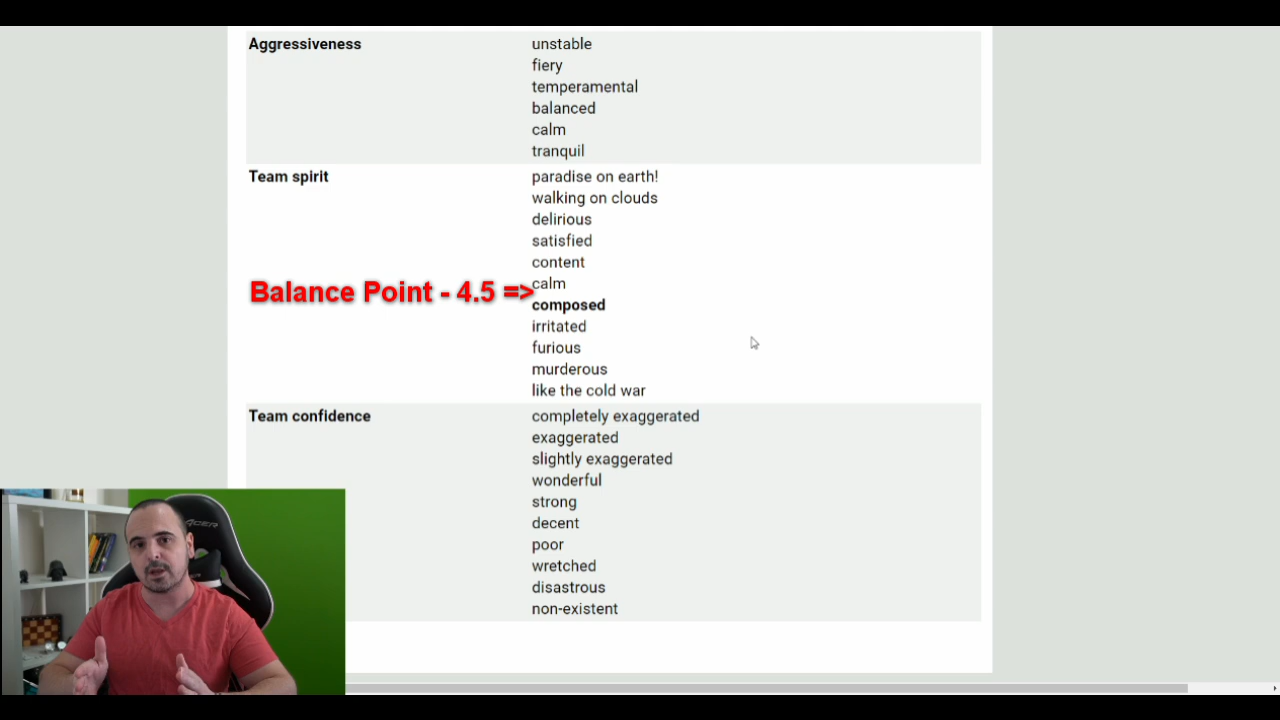 Aggressiveness
unstable
fiery
temperamental
balanced
calm
tranquil
Team spirit
paradise on earth!
walking on clouds
delirious
satisfied
content
calm
Balance Point - 4.5 =>
composed
irritated
furious
murderous
like the cold war
Team confidence
completely exaggerated
exaggerated
slightly exaggerated
wonderful
strong
decent
poor
wretched
disastrous
non-existent
ACER